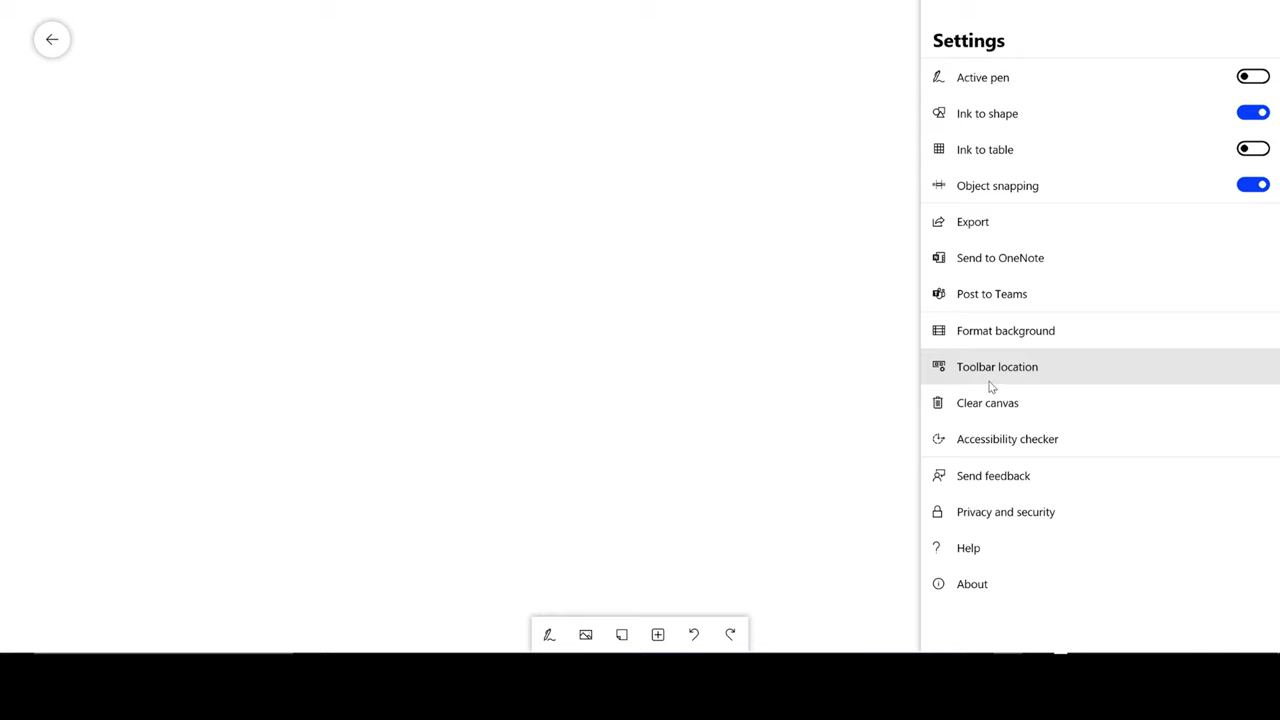 Settings
Active pen
Ink to shape
Ink to table
Object snapping
Export
Send to OneNote
Post to Teams
Format background
Toolbar location
Clear canvas
Accessibility checker
Send feedback
Privacy and security
Help
About